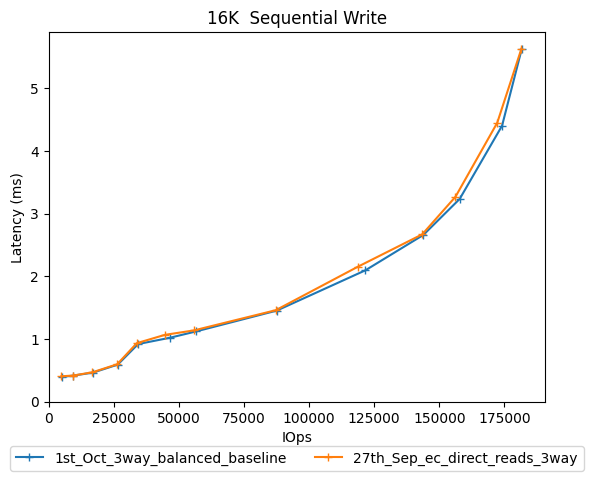 16K  Sequential Write
Latency (ms)
5
4
3
2
1
0
0 25000 50000 75000 100000 125000 150000 175000
IOps
1st_Oct_3way_balanced_baseline 27th_Sep_ec_direct_reads_3way